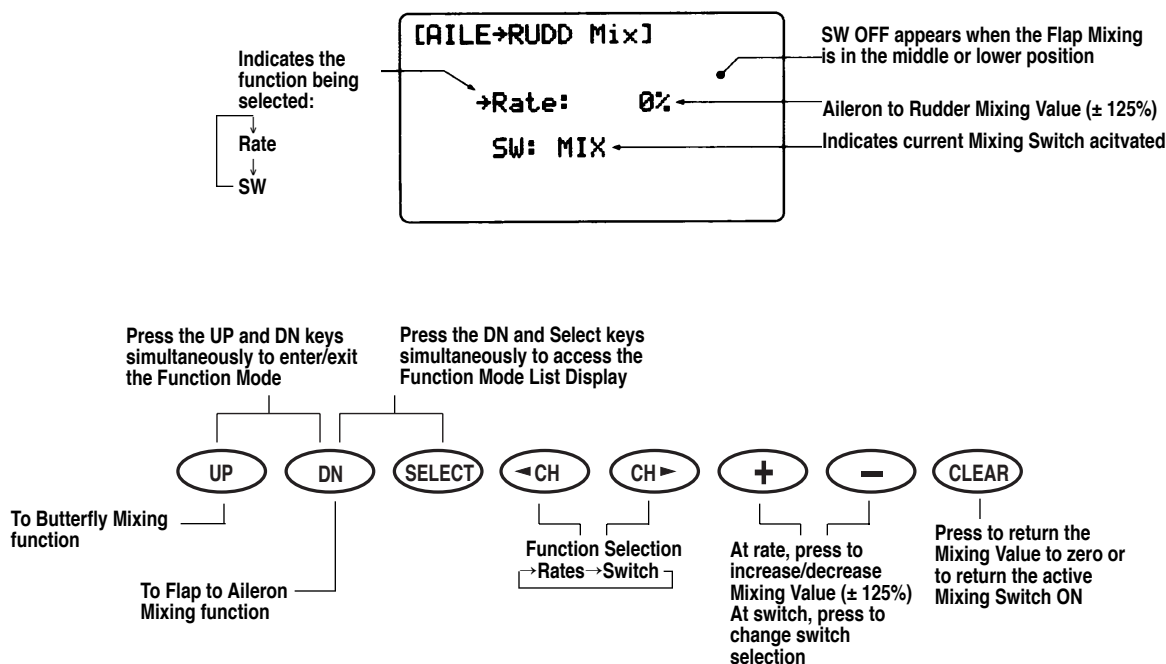 [AILE→RUDD Mix]
→Rate: 0%
SW: MIX
Indicates the
function being
selected:
Rate
SW
SW OFF appears when the Flap Mixing
is in the middle or lower position
Aileron to Rudder Mixing Value (± 125%)
Indicates current Mixing Switch acitvated
Press the UP and DN keys
simultaneously to enter/exit
the Function Mode
Press the DN and Select keys
simultaneously to access the
Function Mode List Display
UP
DN
SELECT
◄CH
CH►
+
−
CLEAR
To Butterfly Mixing
function
To Flap to Aileron
Mixing function
Function Selection
→Rates→Switch
At rate, press to
increase/decrease
Mixing Value (± 125%)
At switch, press to
change switch
selection
Press to return the
Mixing Value to zero or
to return the active
Mixing Switch ON